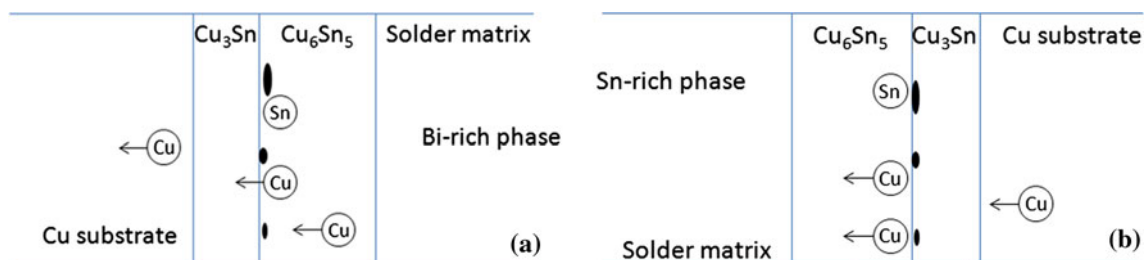 Cu₃Sn Cu₆Sn₅ Solder matrix
Sn
Bi-rich phase
Cu
Cu
Cu
Cu substrate
(a)
Cu₆Sn₅ Cu₃Sn Cu substrate
Sn-rich phase
Sn
Cu
Cu
Cu
Solder matrix
(b)